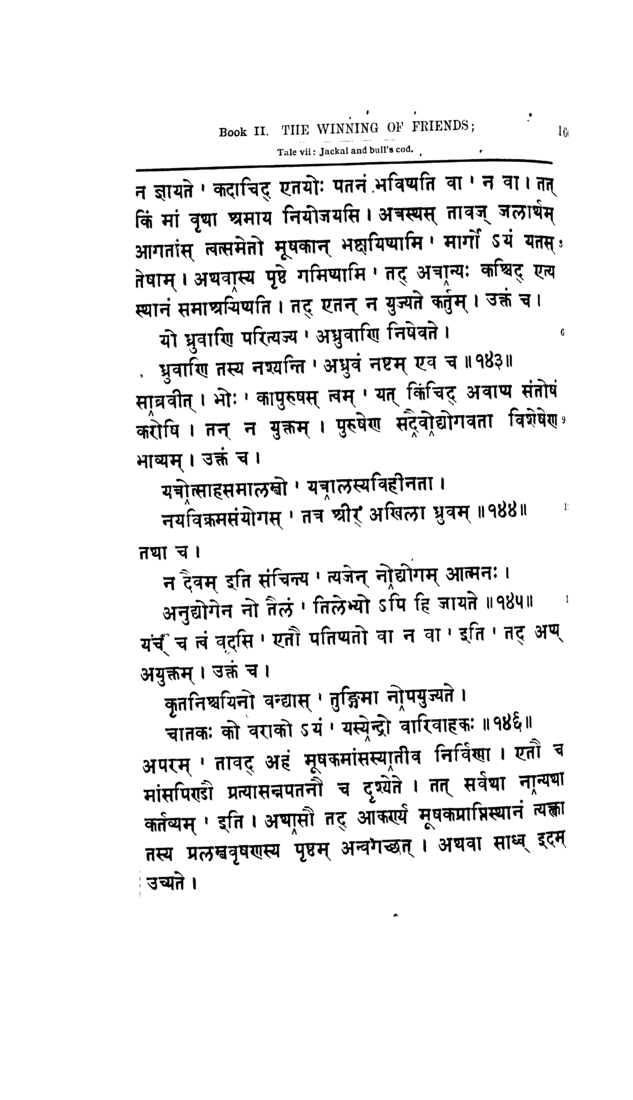 Book II. THE WINNING OF FRIENDS;
Tale vii: Jackal and bull's cod.
न ज्ञायते ' कदाचिद् एतयोः पतनं भविष्यति वा ' न वा । तत्
किं मां वृथा श्रमाय नियोजयसि । अत्रस्थस् तावज् जलार्थम्
आगतांस् त्वत्समेतो मूषकान् भक्षयिष्यामि ' मार्गो ऽयं यतस् 3
तेषाम् । अथवास्य पृष्ठे गमिष्यामि ' तद् अत्रान्यः कश्चिद् एत्य
स्थानं समाश्रयिष्यति । तद् एतन् न युज्यते कर्तुम् । उक्तं च ।
यो ध्रुवाणि परित्यज्य ' अध्रुवाणि निषेवते । 6
ध्रुवाणि तस्य नश्यन्ति ' अध्रुवं नष्टम् एव च ॥१४३॥
साब्रवीत् । भोः ' कापुरुषस् त्वम् ' यत् किंचिद् अवाप्य संतोषं
करोषि । तन् न युक्तम् । पुरुषेण सदैवोद्योगवता विशेषेण 9
भाव्यम् । उक्तं च ।
यत्रोत्साहसमालम्बो ' यत्रालस्यविहीनता ।
नयविक्रमसंयोगस् ' तत्र श्रीर् अखिला ध्रुवम् ॥१४४॥
तथा च ।
न दैवम् इति संचिन्त्य ' त्यजेन् नोद्योगम् आत्मनः ।
अनुद्योगेन नो तैलं ' तिलेभ्यो ऽपि हि जायते ॥१४५॥
यच् च त्वं वदसि ' एतौ पतिष्यतो वा न वा ' इति ' तद् अप्य्
अयुक्तम् । उक्तं च ।
कृतनिश्चयिनो वन्द्यास् ' तुङ्गिमा नोपयुज्यते ।
चातकः को वराको ऽयं ' यस्येन्द्रो वारिवाहकः ॥१४६॥
अपरम् ' तावद् अहं मूषकमांसस्यातीव निर्विण्णा । एतौ च
मांसपिण्डौ प्रत्यासन्नपतनौ च दृश्येते । तत् सर्वथा नान्यथा
कर्तव्यम् ' इति । अथासौ तद् आकर्ण्य मूषकप्राप्तिस्थानं त्यक्त्वा
तस्य प्रलम्बवृषणस्य पृष्ठम् अन्वगच्छत् । अथवा साध्व् इदम्
उच्यते ।